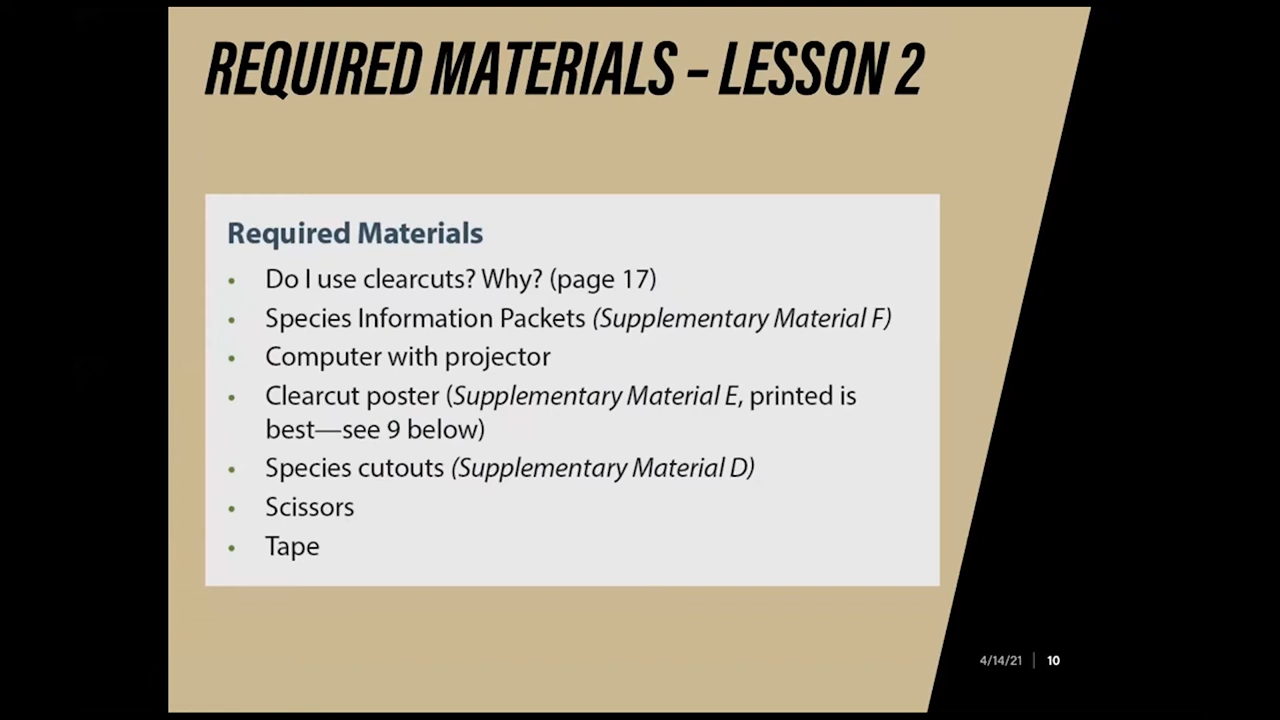 REQUIRED MATERIALS – LESSON 2
Required Materials
• Do I use clearcuts? Why? (page 17)
• Species Information Packets (Supplementary Material F)
• Computer with projector
• Clearcut poster (Supplementary Material E, printed is
best—see 9 below)
• Species cutouts (Supplementary Material D)
• Scissors
• Tape
4/14/21 | 10